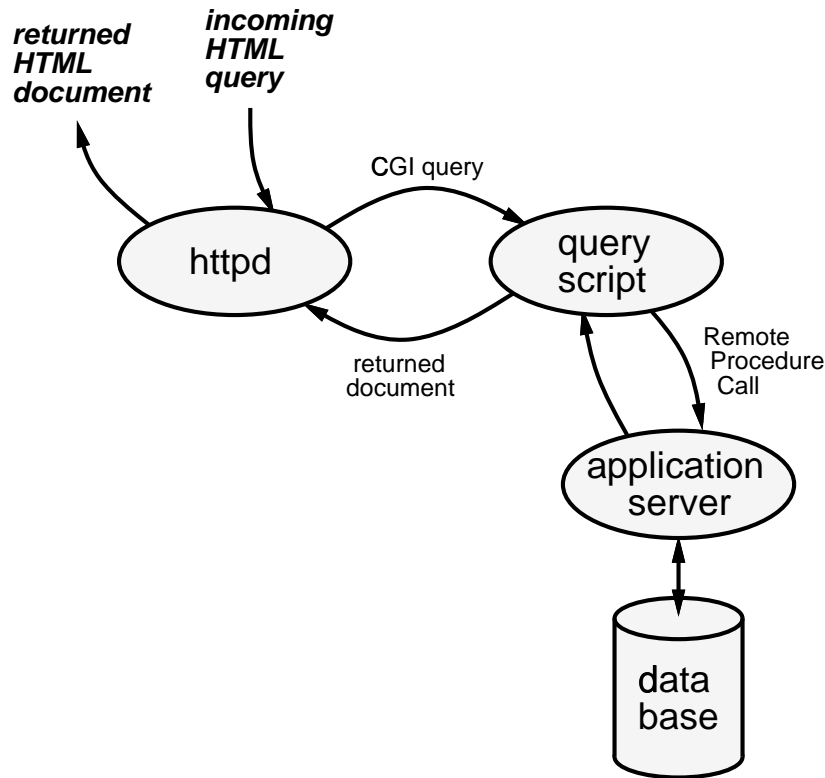 returned
HTML
document
incoming
HTML
query
CGI query
httpd
query
script
returned
document
Remote
Procedure
Call
application
server
data
base